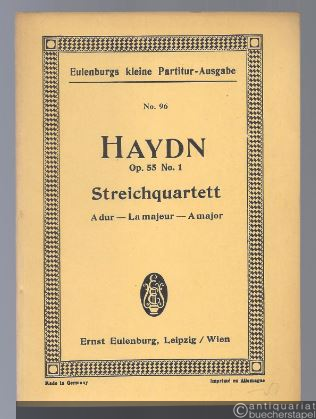 Eulenburgs kleine Partitur-Ausgabe
No. 96
HAYDN
Op. 55 No. 1
Streichquartett
A dur — La majeur — A major
Ernst Eulenburg, Leipzig / Wien
Made in Germany Imprimé en Allemagne
antiquariat
buecherstapel